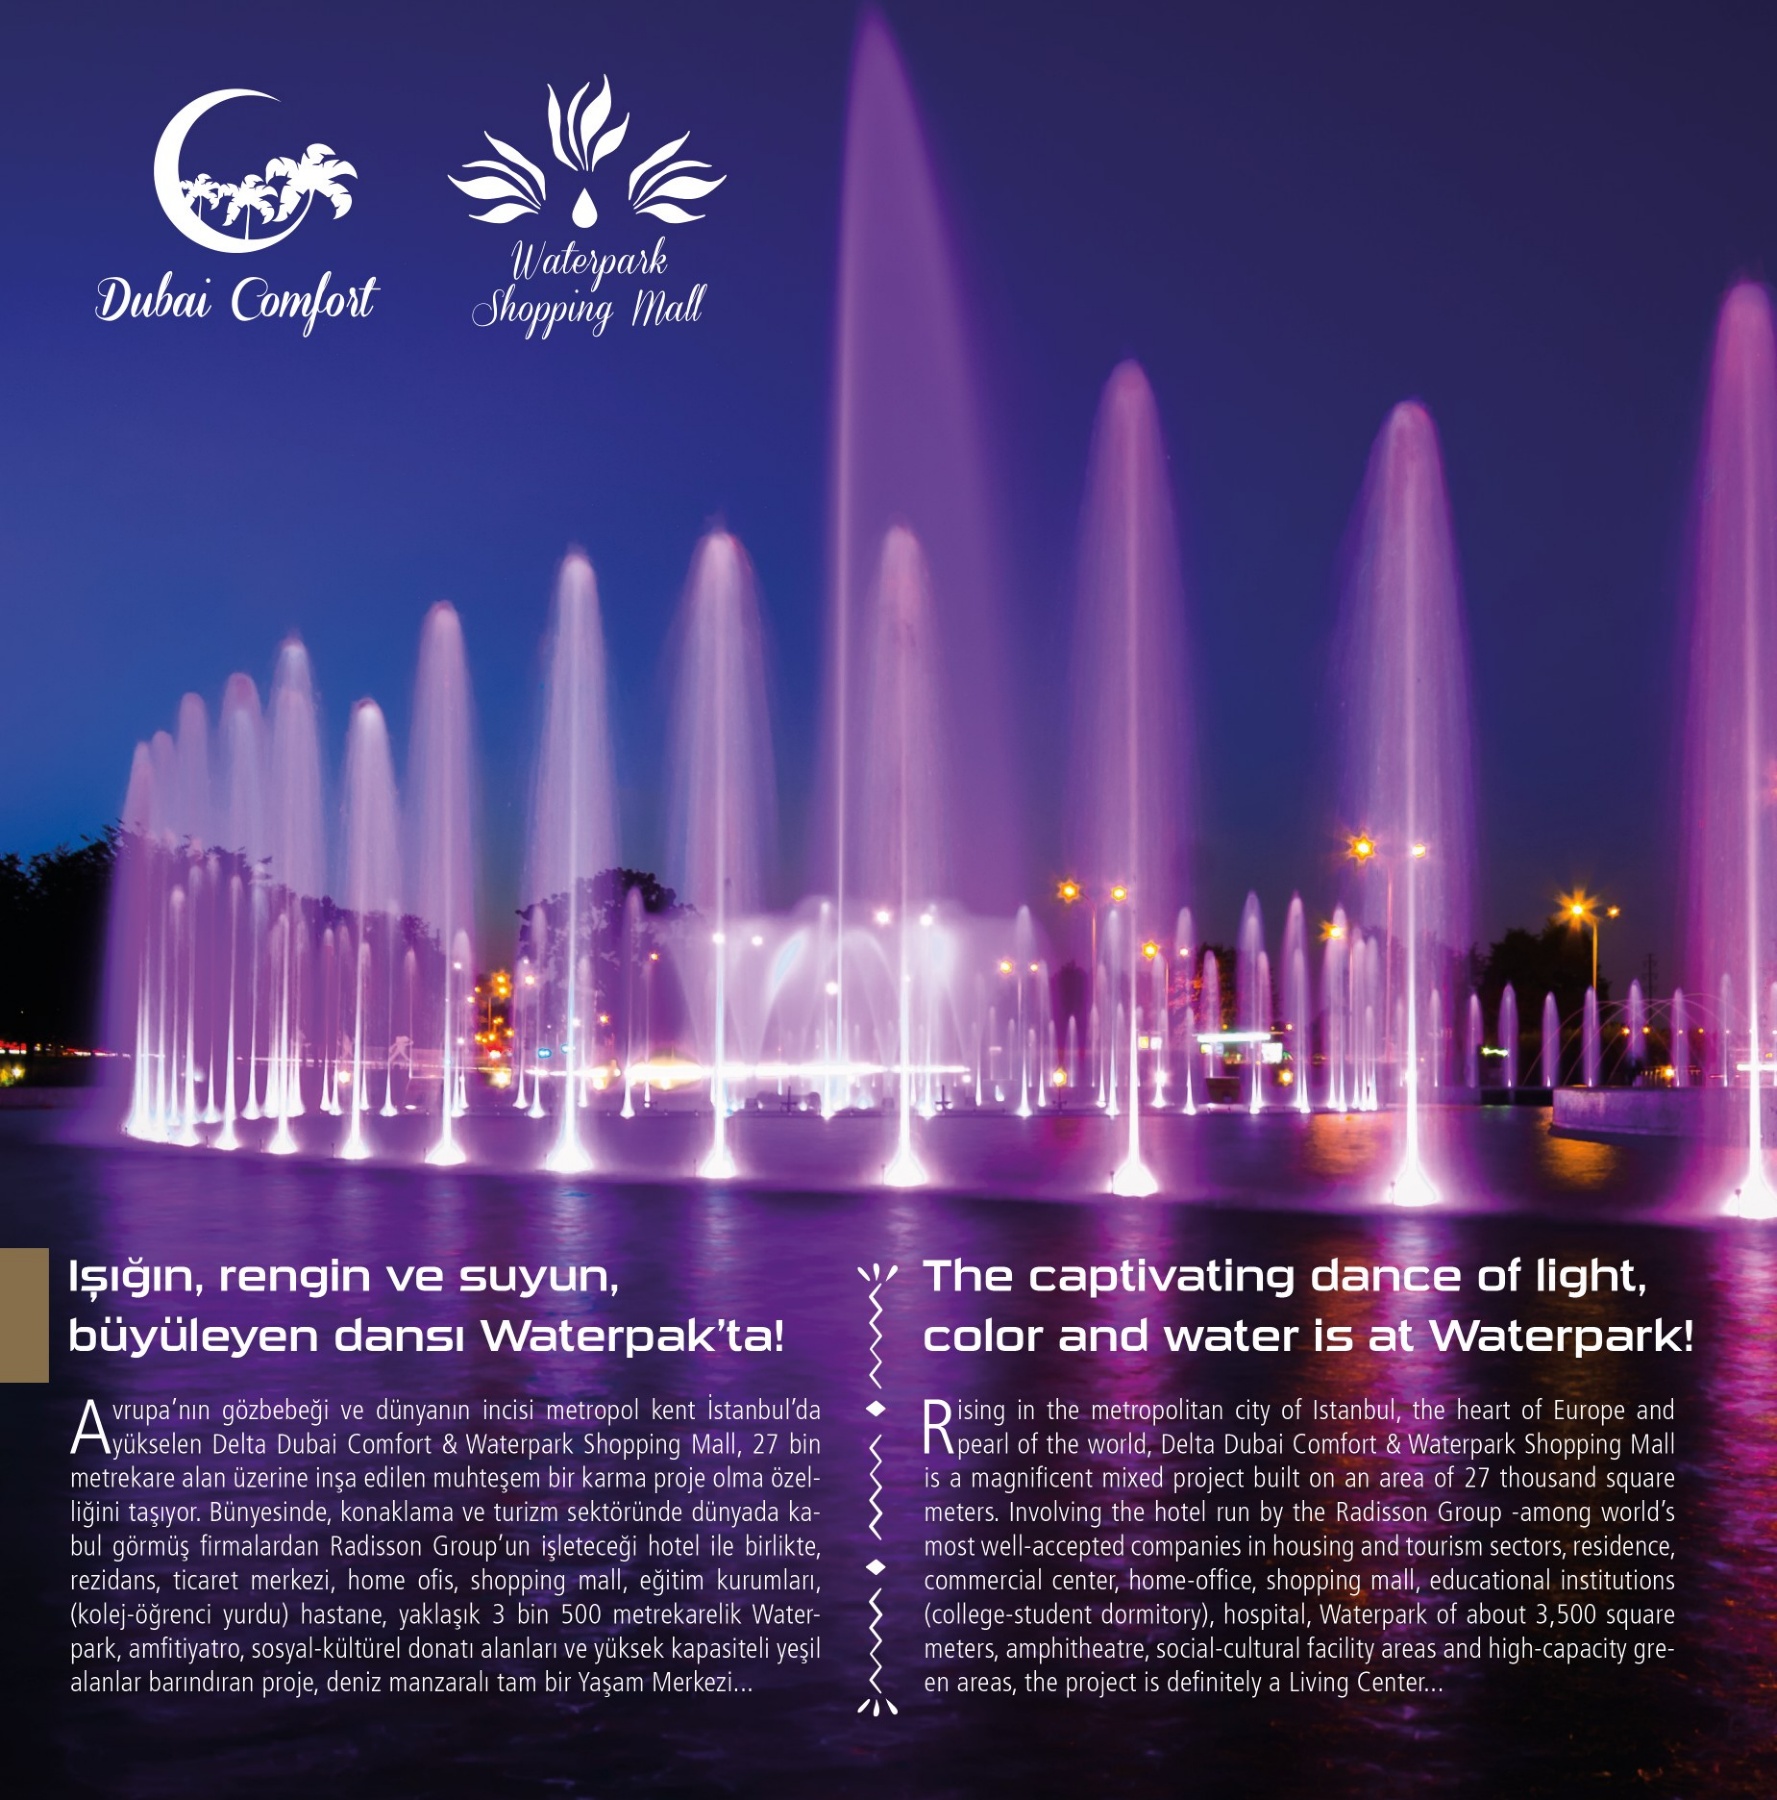 Dubai Comfort
Waterpark
Shopping Mall
Işığın, rengin ve suyun,
büyüleyen dansı Waterpak'ta!
Avrupa'nın gözbebeği ve dünyanın incisi metropol kent İstanbul'da
yükselen Delta Dubai Comfort & Waterpark Shopping Mall, 27 bin
metrekare alan üzerine inşa edilen muhteşem bir karma proje olma özel-
liğini taşıyor. Bünyesinde, konaklama ve turizm sektöründe dünyada ka-
bul görmüş firmalardan Radisson Group'un işleteceği hotel ile birlikte,
rezidans, ticaret merkezi, home ofis, shopping mall, eğitim kurumları,
(kolej-öğrenci yurdu) hastane, yaklaşık 3 bin 500 metrekarelik Water-
park, amfitiyatro, sosyal-kültürel donatı alanları ve yüksek kapasiteli yeşil
alanlar barındıran proje, deniz manzaralı tam bir Yaşam Merkezi...
The captivating dance of light,
color and water is at Waterpark!
Rising in the metropolitan city of Istanbul, the heart of Europe and
pearl of the world, Delta Dubai Comfort & Waterpark Shopping Mall
is a magnificent mixed project built on an area of 27 thousand square
meters. Involving the hotel run by the Radisson Group -among world's
most well-accepted companies in housing and tourism sectors, residence,
commercial center, home-office, shopping mall, educational institutions
(college-student dormitory), hospital, Waterpark of about 3,500 square
meters, amphitheatre, social-cultural facility areas and high-capacity gre-
en areas, the project is definitely a Living Center...